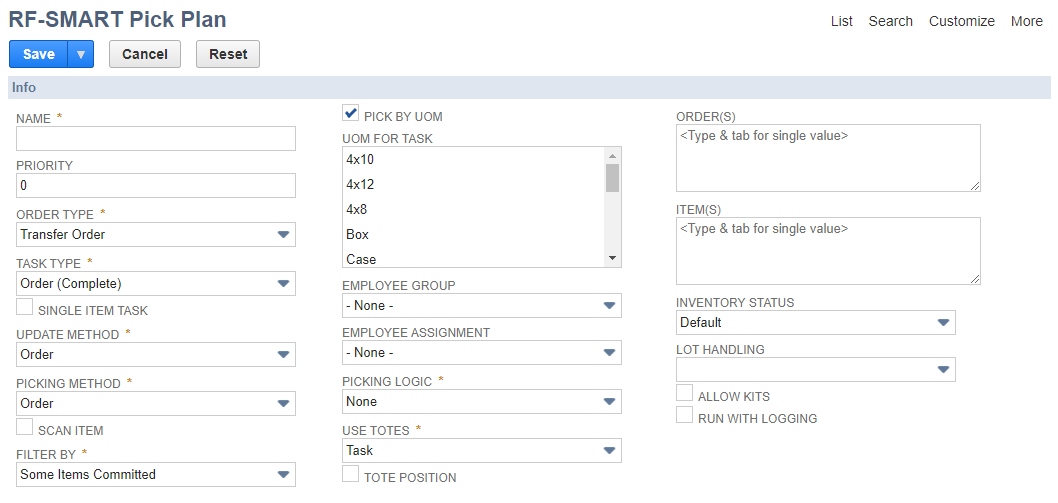 RF-SMART Pick Plan
List Search Customize More
Save Cancel Reset
Info
NAME *
PRIORITY
0
ORDER TYPE *
Transfer Order
TASK TYPE *
Order (Complete)
SINGLE ITEM TASK
UPDATE METHOD *
Order
PICKING METHOD *
Order
SCAN ITEM
FILTER BY *
Some Items Committed
PICK BY UOM
UOM FOR TASK
4x10
4x12
4x8
Box
Case
EMPLOYEE GROUP
- None -
EMPLOYEE ASSIGNMENT
- None -
PICKING LOGIC *
None
USE TOTES *
Task
TOTE POSITION
ORDER(S)
<Type & tab for single value>
ITEM(S)
<Type & tab for single value>
INVENTORY STATUS
Default
LOT HANDLING
ALLOW KITS
RUN WITH LOGGING